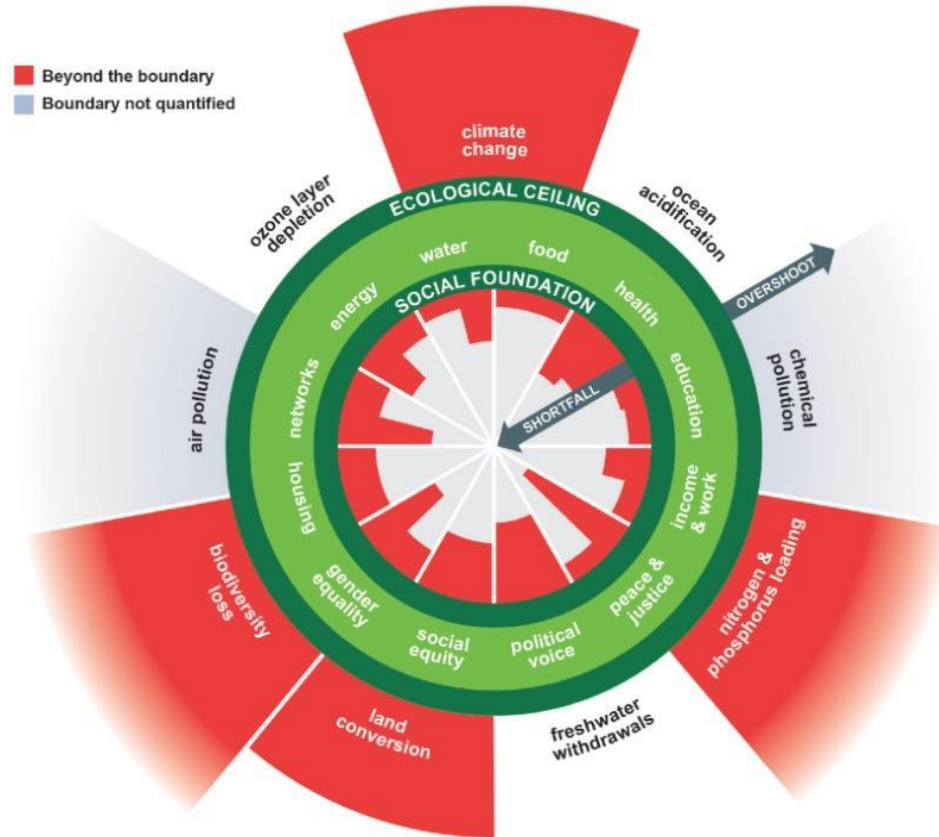 Beyond the boundary
Boundary not quantified
climate
change
ozone layer
depletion
ocean
acidification
ECOLOGICAL CEILING
OVERSHOOT
water
food
energy
health
SOCIAL FOUNDATION
SHORTFALL
networks
education
air pollution
chemical
pollution
housing
income
& work
gender
equality
peace &
justice
social
equity
political
voice
biodiversity
loss
nitrogen &
phosphorus loading
land
conversion
freshwater
withdrawals